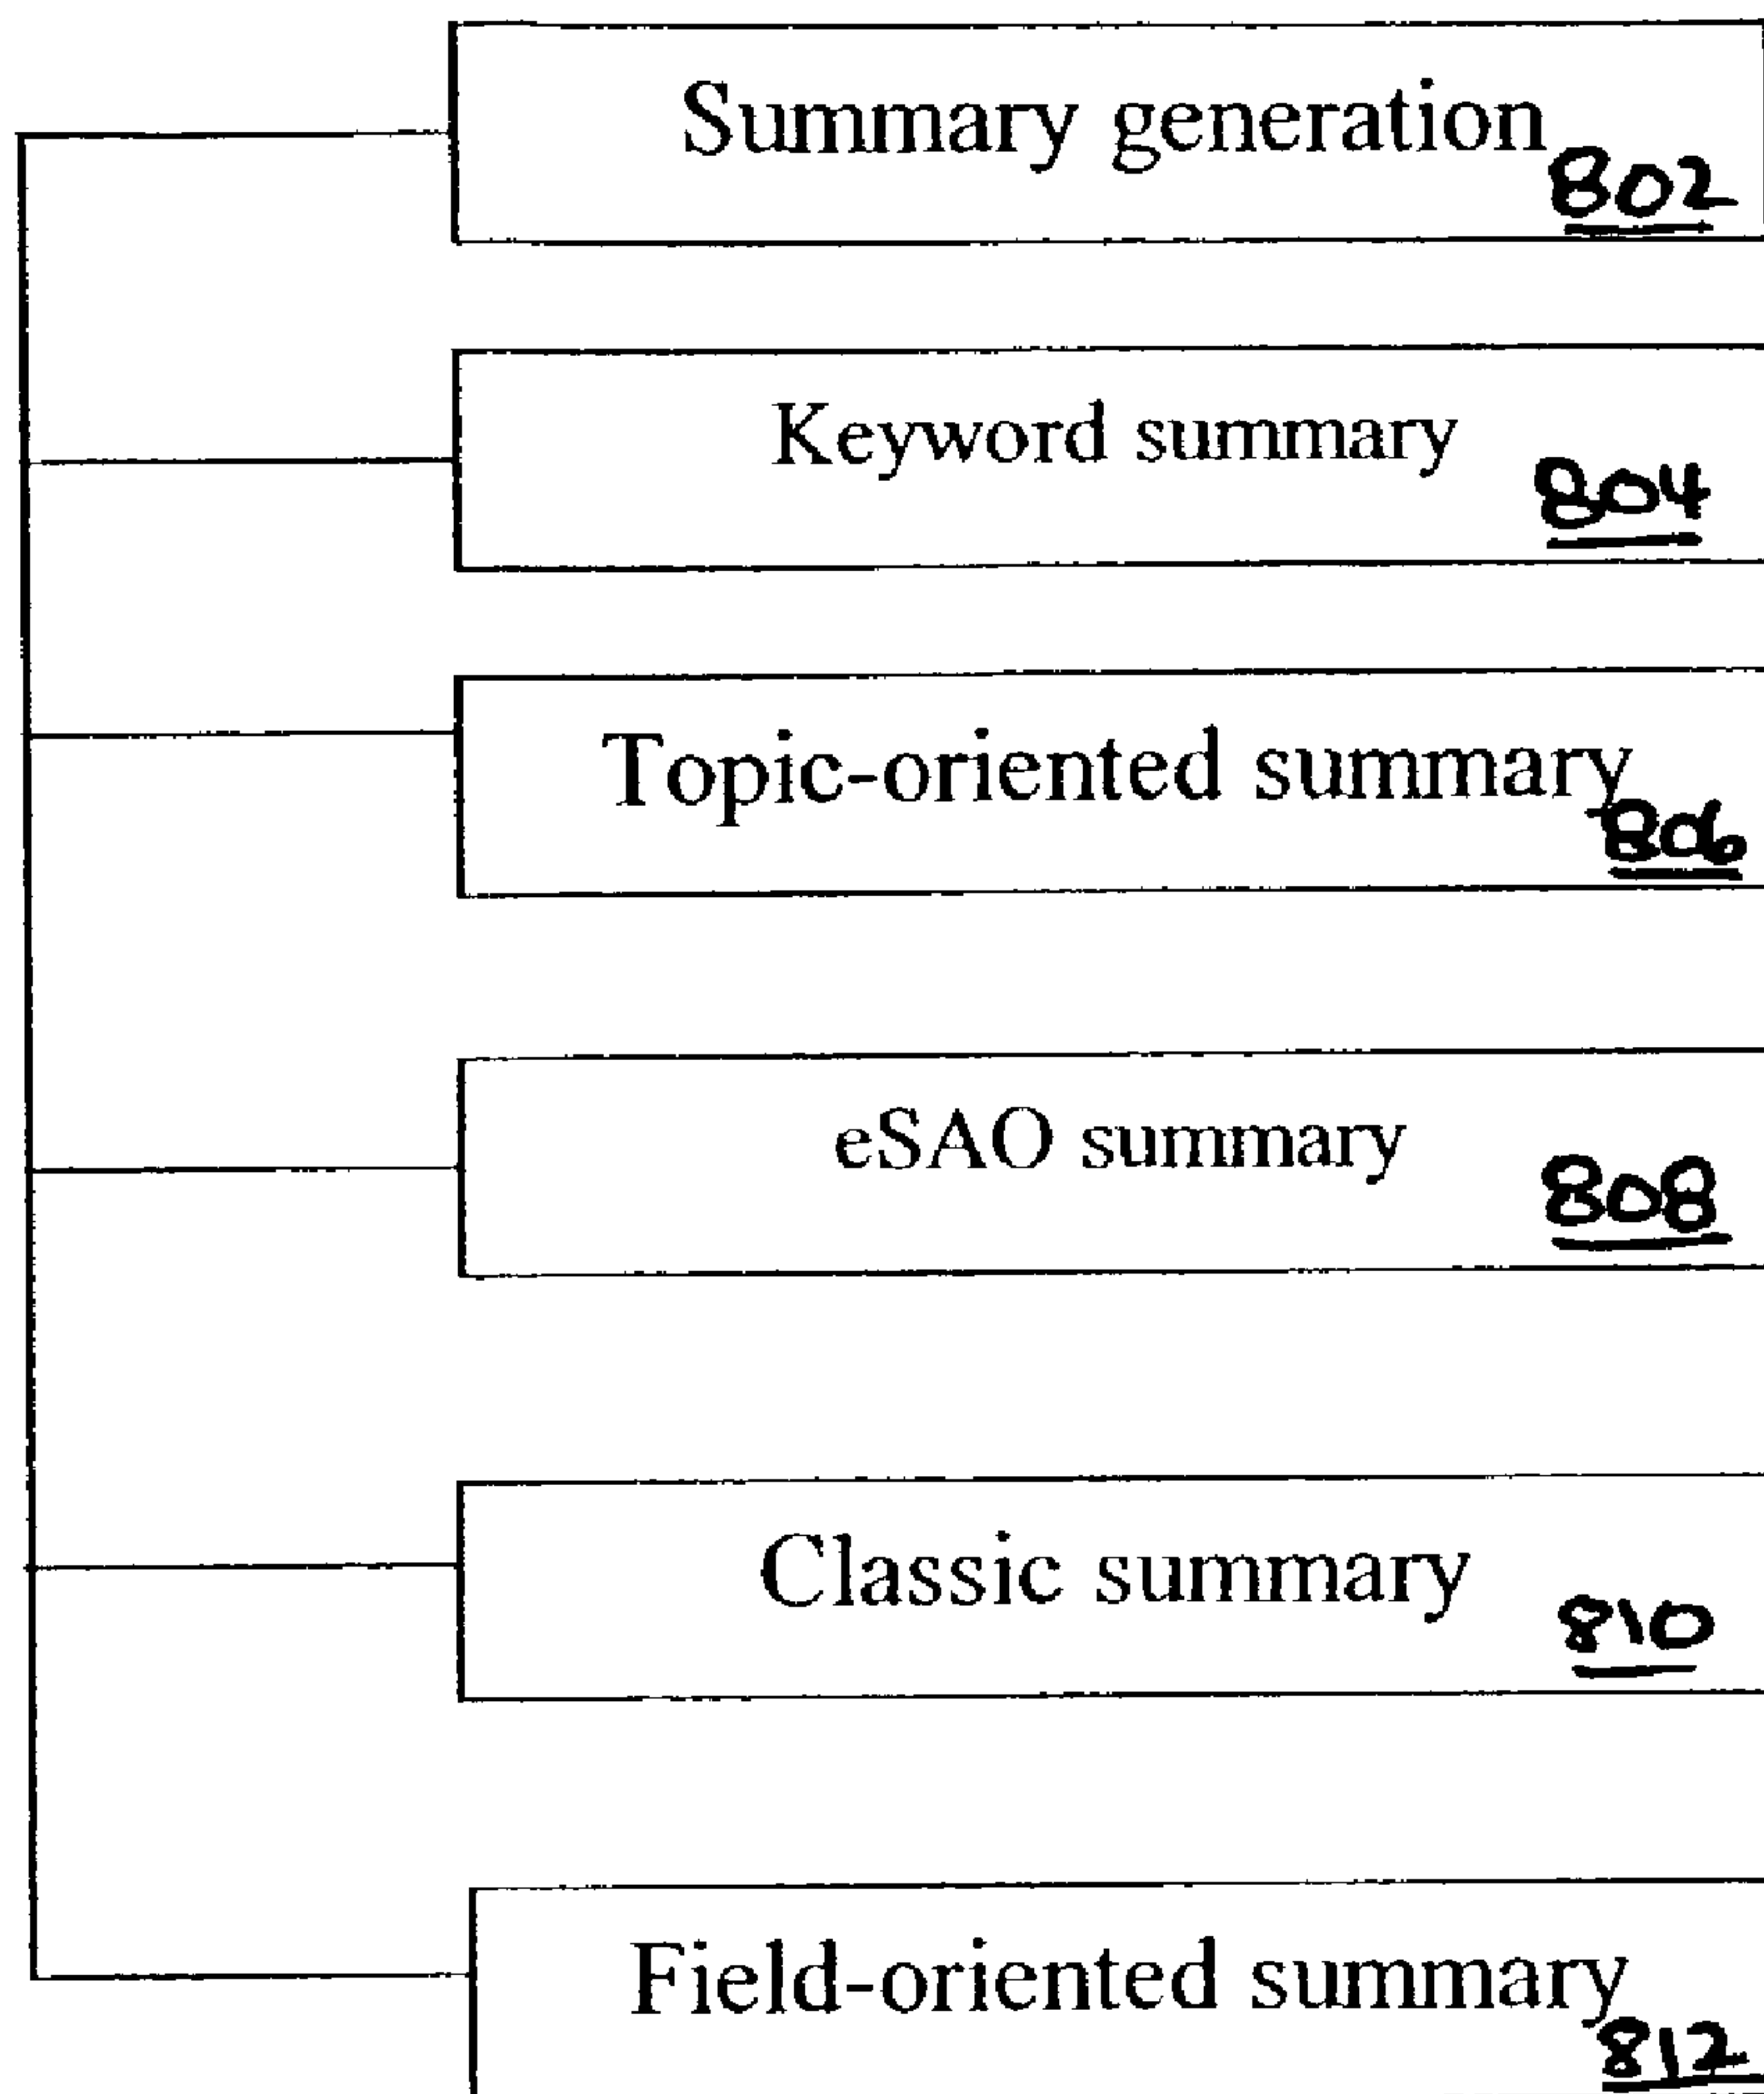 Summary generation
802
Keyword summary
804
Topic-oriented summary
806
eSAO summary
808
Classic summary
810
Field-oriented summary
812